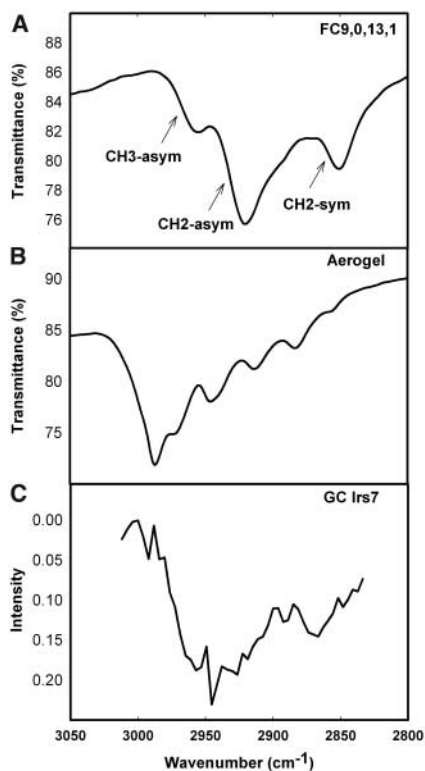 A
FC9,0,13,1
90
88
86
84
82
80
78
76
Transmittance (%)
CH3-asym
CH2-asym
CH2-sym
B
Aerogel
90
85
80
75
Transmittance (%)
C
GC Irs7
0.00
0.05
0.10
0.15
0.20
Intensity
3050 3000 2950 2900 2850 2800
Wavenumber (cm⁻¹)